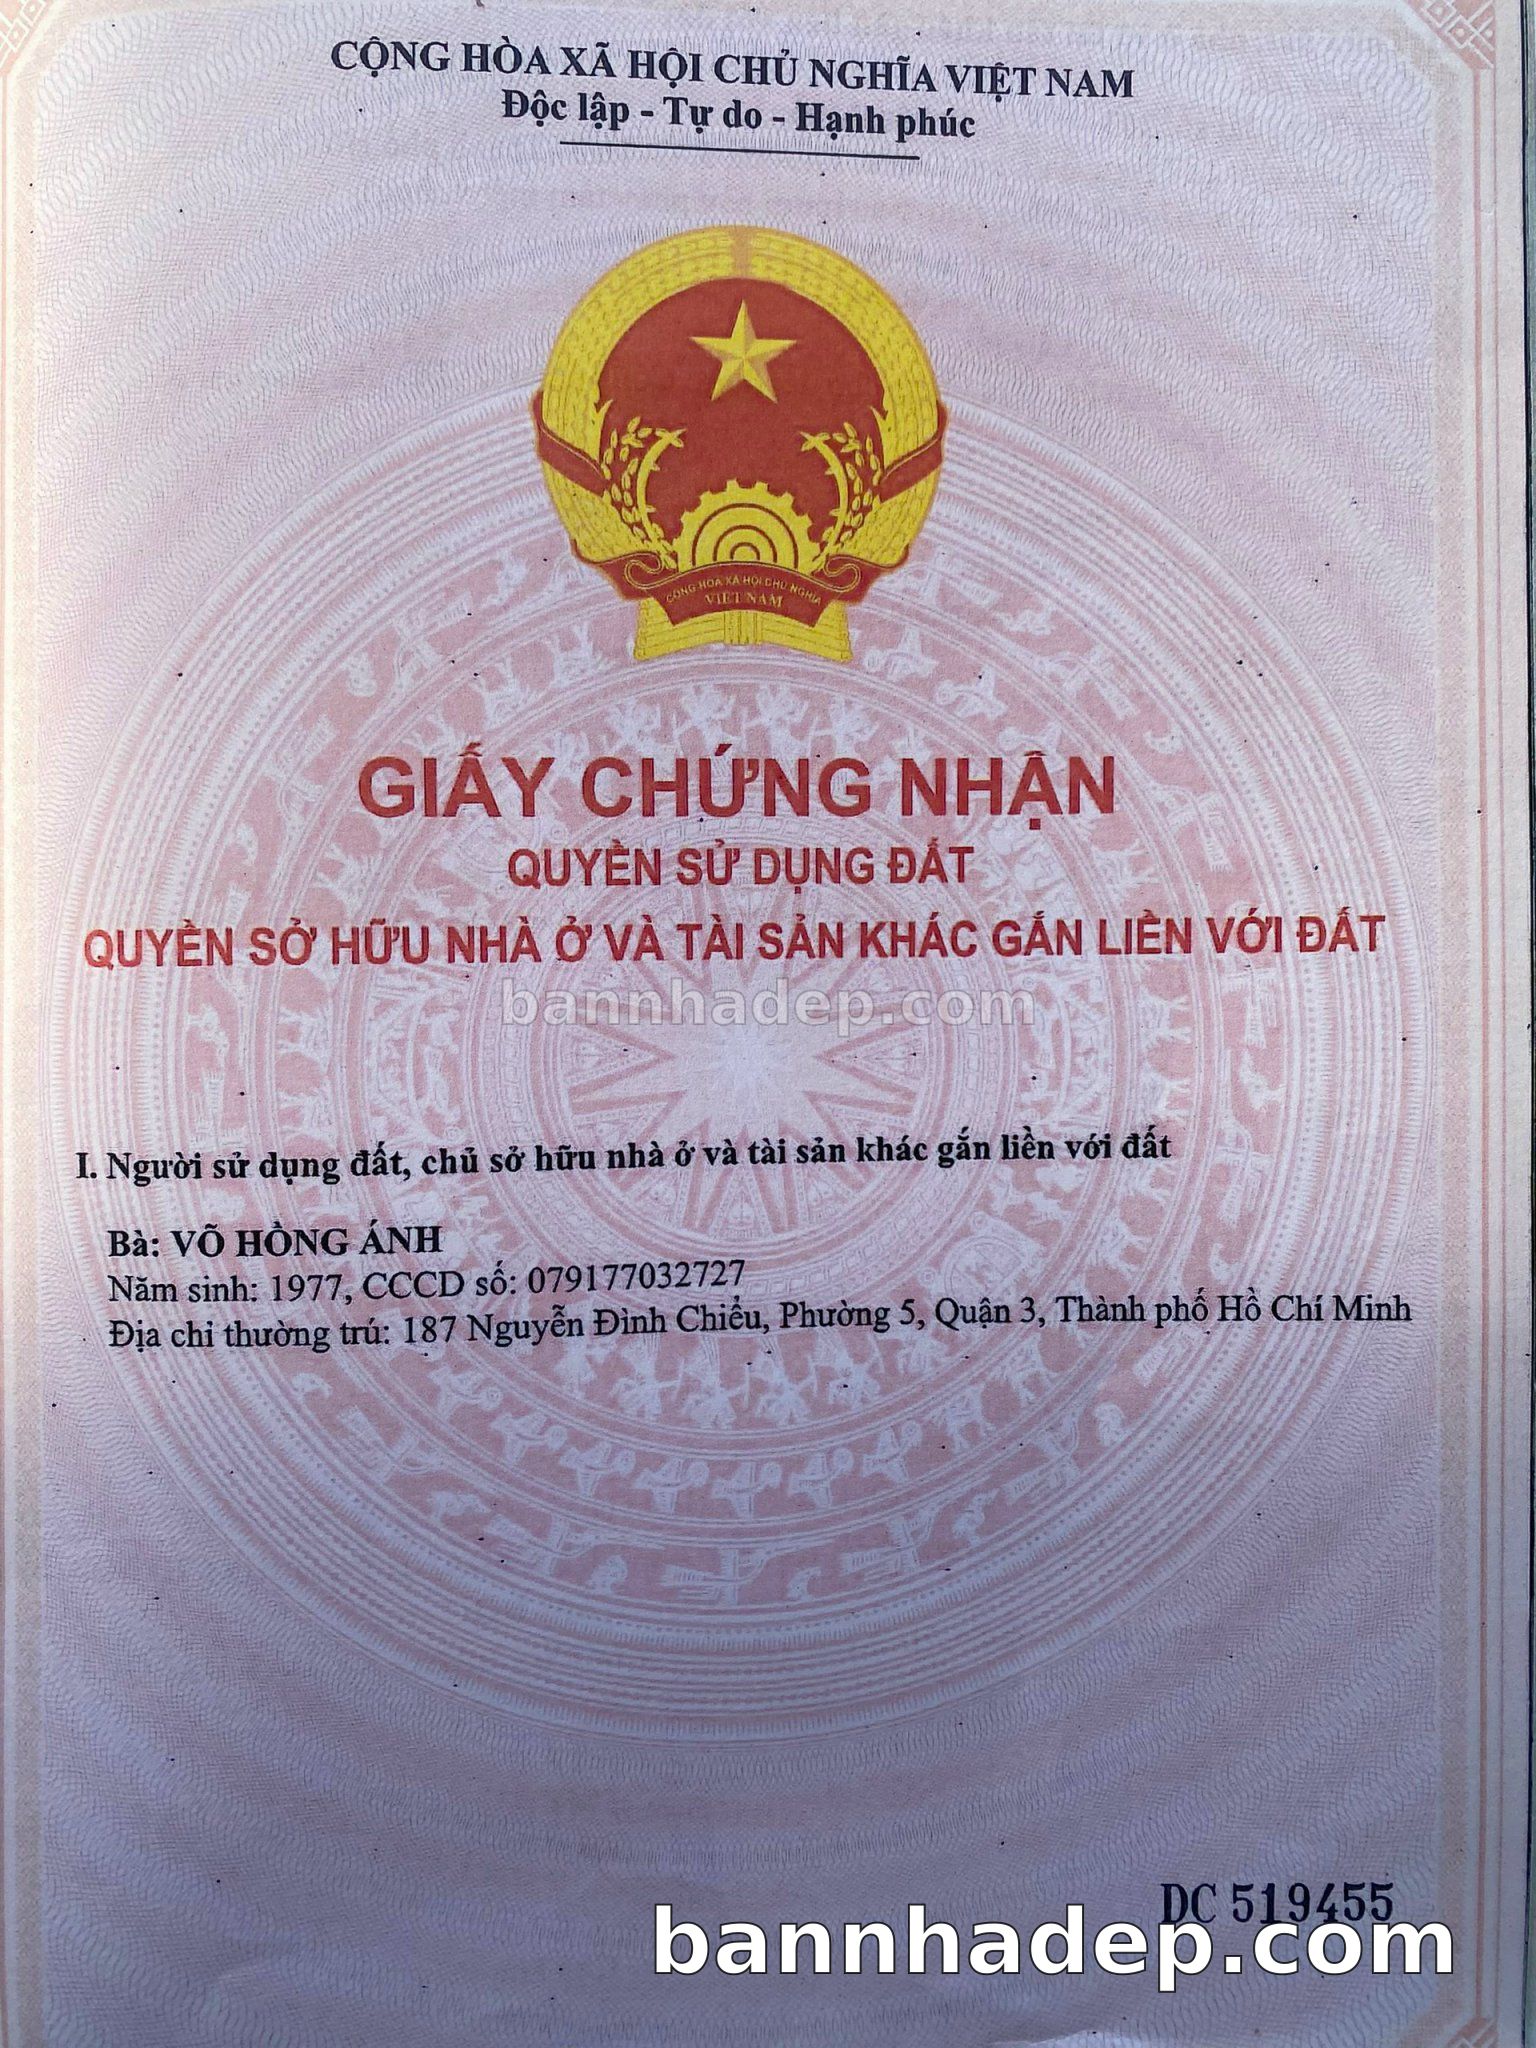 CỘNG HÒA XÃ HỘI CHỦ NGHĨA VIỆT NAM
Độc lập - Tự do - Hạnh phúc
CỘNG HÒA XÃ HỘI CHỦ NGHĨA
VIỆT NAM
GIẤY CHỨNG NHẬN
QUYỀN SỬ DỤNG ĐẤT
QUYỀN SỞ HỮU NHÀ Ở VÀ TÀI SẢN KHÁC GẮN LIỀN VỚI ĐẤT
bannhadep.com
I. Người sử dụng đất, chủ sở hữu nhà ở và tài sản khác gắn liền với đất
Bà: VÕ HỒNG ÁNH
Năm sinh: 1977, CCCD số: 079177032727
Địa chỉ thường trú: 187 Nguyễn Đình Chiểu, Phường 5, Quận 3, Thành phố Hồ Chí Minh
DC 519455
bannhadep.com